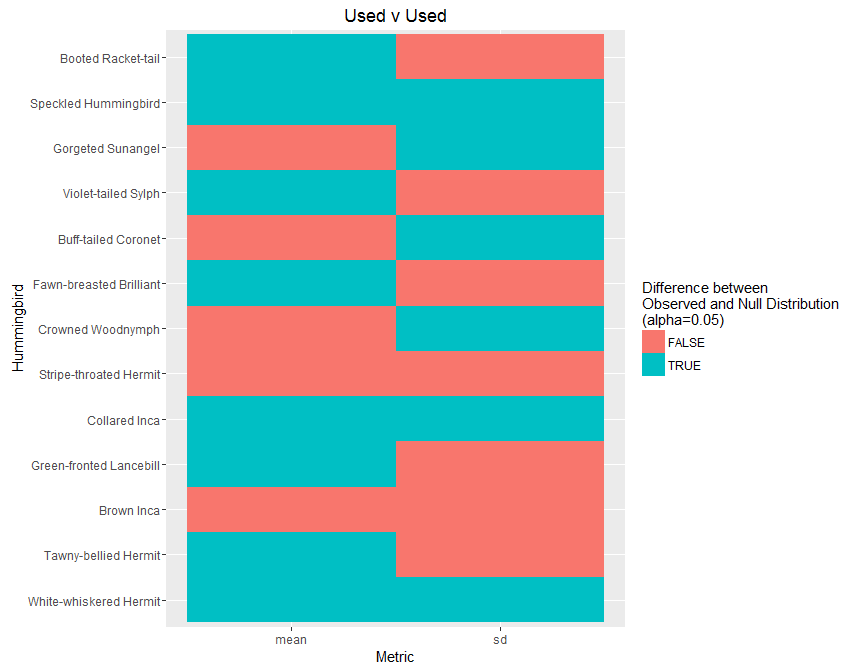 Used v Used
Hummingbird
Booted Racket-tail
Speckled Hummingbird
Gorgeted Sunangel
Violet-tailed Sylph
Buff-tailed Coronet
Fawn-breasted Brilliant
Crowned Woodnymph
Stripe-throated Hermit
Collared Inca
Green-fronted Lancebill
Brown Inca
Tawny-bellied Hermit
White-whiskered Hermit
mean
sd
Metric
Difference between
Observed and Null Distribution
(alpha=0.05)
FALSE
TRUE